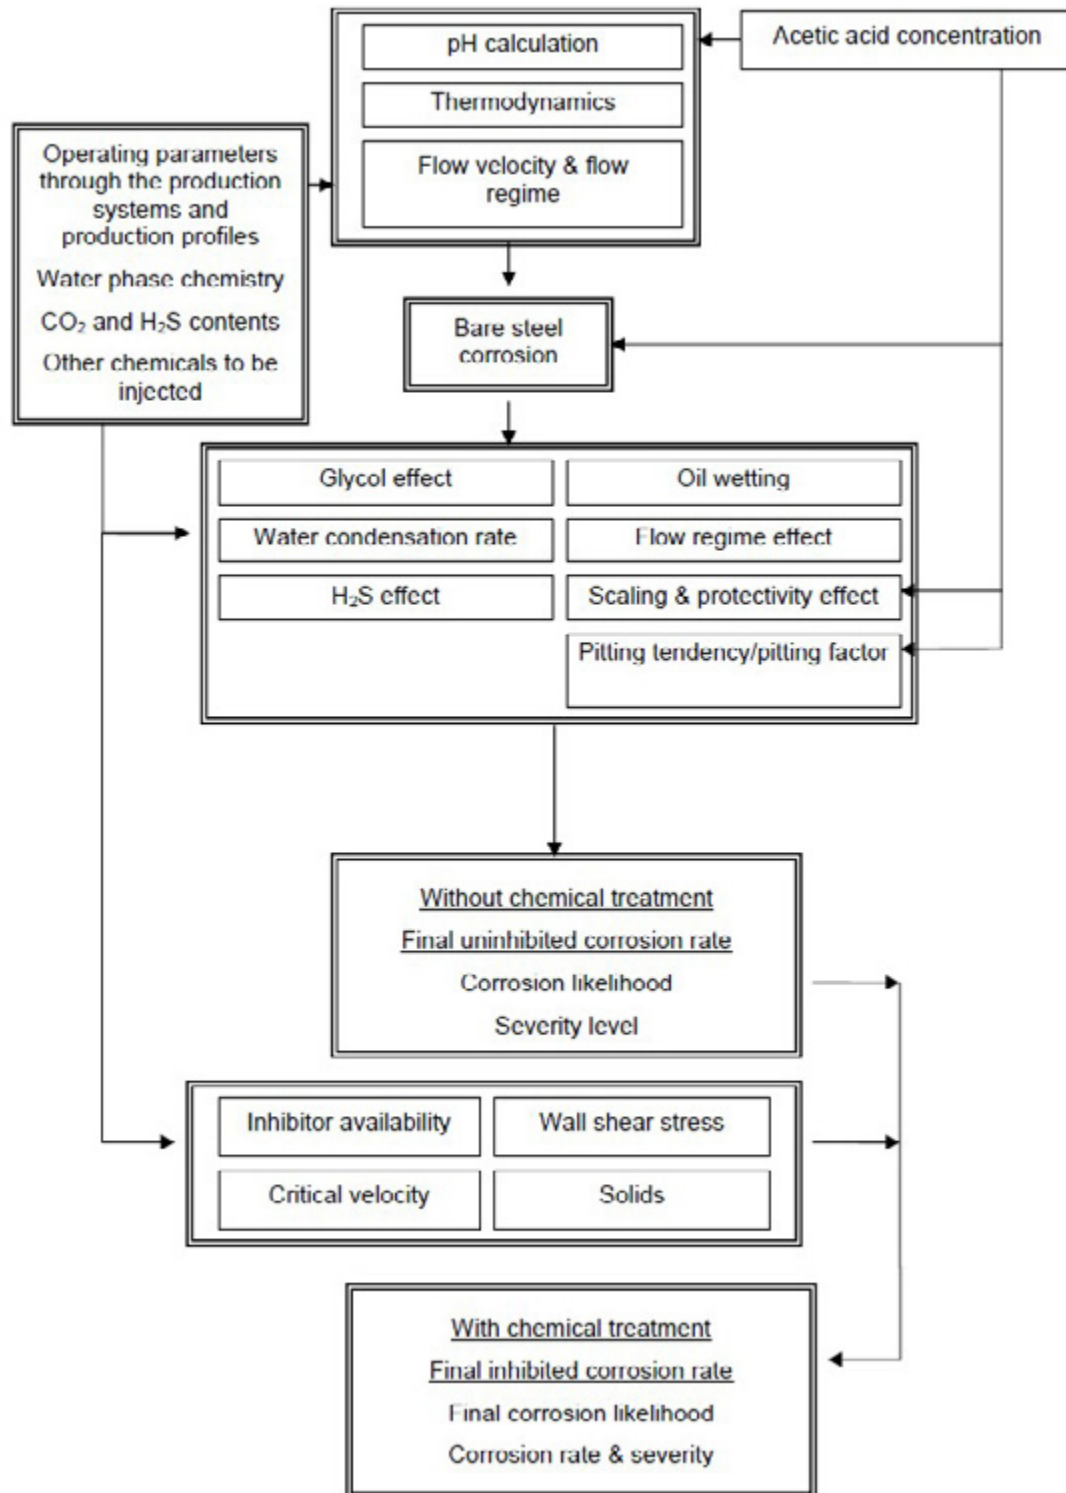 pH calculation
Acetic acid concentration
Thermodynamics
Flow velocity & flow
regime
Operating parameters
through the production
systems and
production profiles
Water phase chemistry
CO₂ and H₂S contents
Other chemicals to be
injected
Bare steel
corrosion
Glycol effect
Oil wetting
Water condensation rate
Flow regime effect
H₂S effect
Scaling & protectivity effect
Pitting tendency/pitting factor
Without chemical treatment
Final uninhibited corrosion rate
Corrosion likelihood
Severity level
Inhibitor availability
Wall shear stress
Critical velocity
Solids
With chemical treatment
Final inhibited corrosion rate
Final corrosion likelihood
Corrosion rate & severity